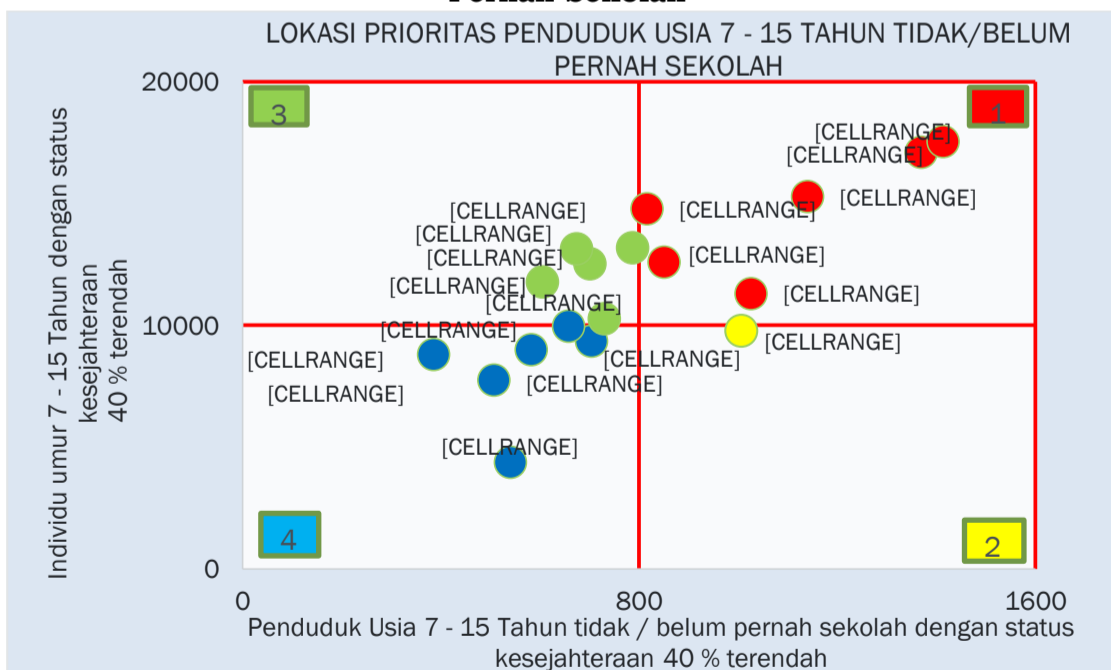 LOKASI PRIORITAS PENDUDUK USIA 7 - 15 TAHUN TIDAK/BELUM
PERNAH SEKOLAH
20000
3
1
[CELLRANGE]
[CELLRANGE]
[CELLRANGE]
[CELLRANGE]
[CELLRANGE]
[CELLRANGE]
[CELLRANGE]
[CELLRANGE]
[CELLRANGE]
[CELLRANGE]
[CELLRANGE]
10000
[CELLRANGE]
[CELLRANGE]
[CELLRANGE]
[CELLRANGE]
[CELLRANGE]
[CELLRANGE]
[CELLRANGE]
Individu umur 7 - 15 Tahun dengan status
kesejahteraan
40 % terendah
4
2
0
0
800
1600
Penduduk Usia 7 - 15 Tahun tidak / belum pernah sekolah dengan status
kesejahteraan 40 % terendah